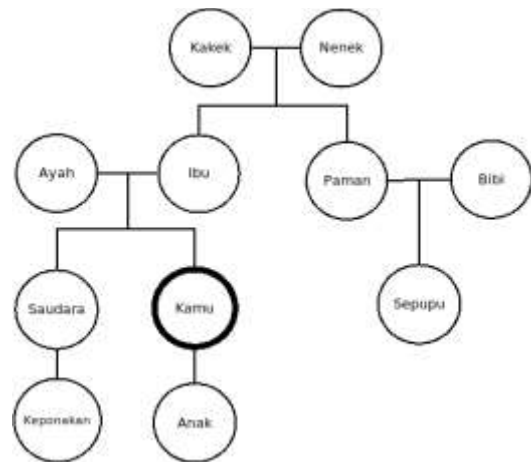 Kakek
Nenek
Ayah
Ibu
Paman
Bibi
Saudara
Kamu
Sepupu
Keponakan
Anak